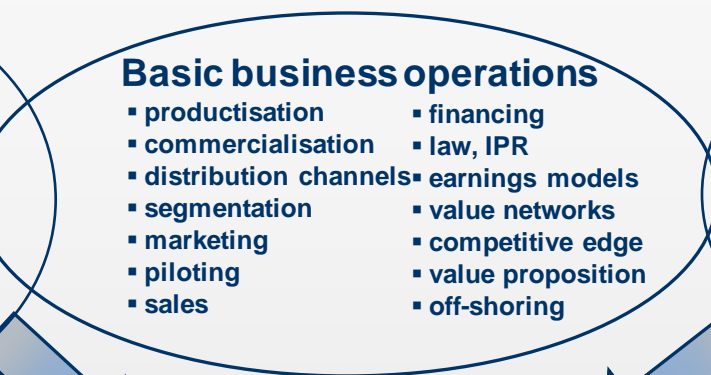 Basic business operations
▪ productisation
▪ commercialisation
▪ distribution channels
▪ segmentation
▪ marketing
▪ piloting
▪ sales
▪ financing
▪ law, IPR
▪ earnings models
▪ value networks
▪ competitive edge
▪ value proposition
▪ off-shoring